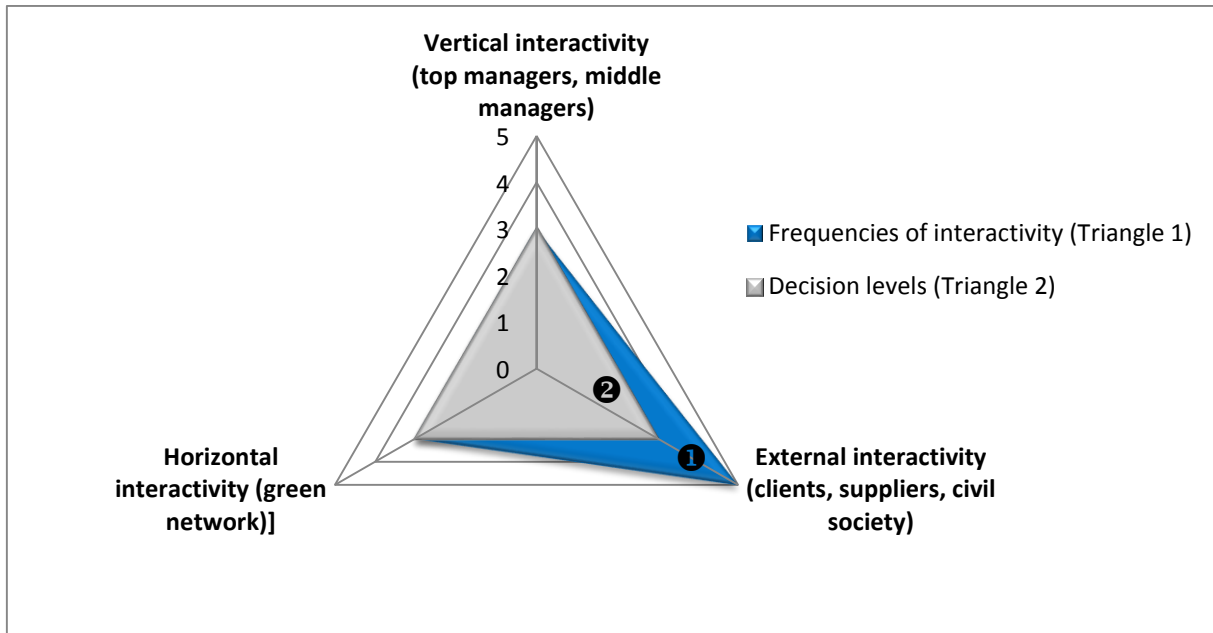 Vertical interactivity
(top managers, middle
managers)
5
4
3
2
1
0
Frequencies of interactivity (Triangle 1)
Decision levels (Triangle 2)
❷
❶
Horizontal
interactivity (green
network)]
External interactivity
(clients, suppliers, civil
society)